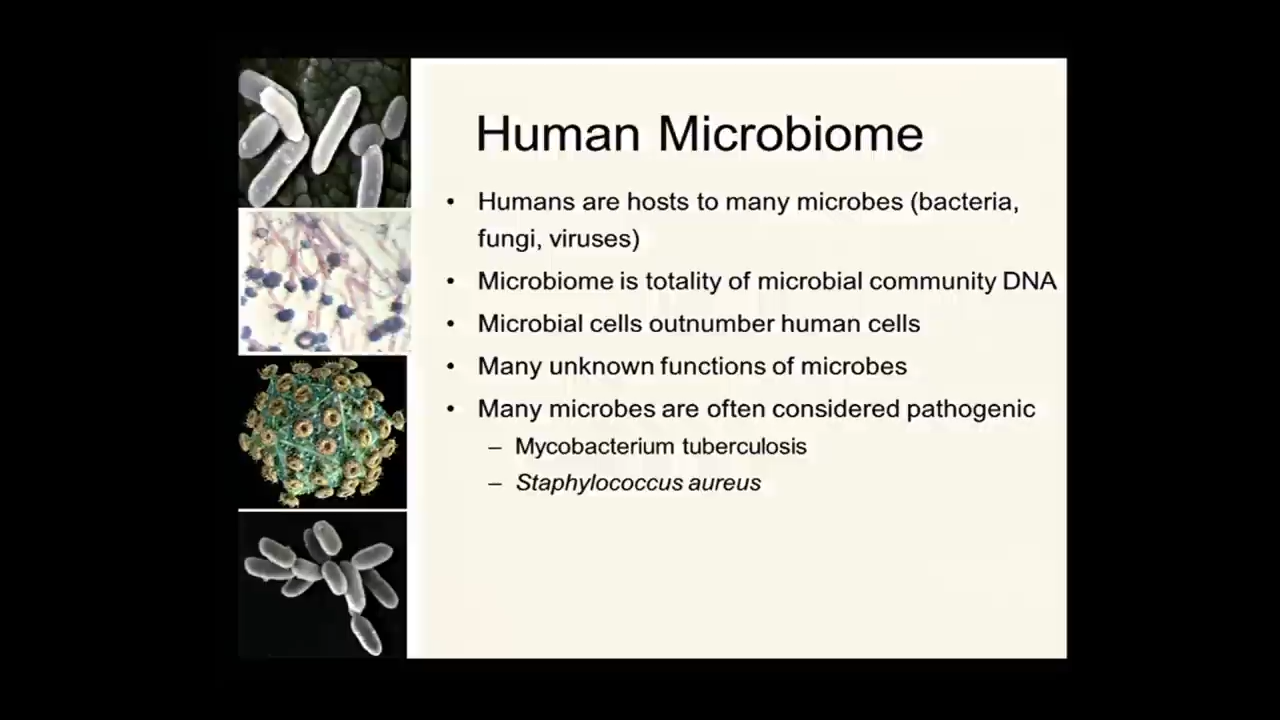 Human Microbiome
• Humans are hosts to many microbes (bacteria,
fungi, viruses)
• Microbiome is totality of microbial community DNA
• Microbial cells outnumber human cells
• Many unknown functions of microbes
• Many microbes are often considered pathogenic
– Mycobacterium tuberculosis
– Staphylococcus aureus